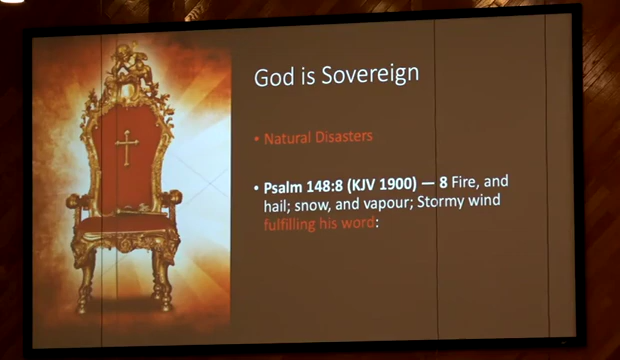 God is Sovereign
• Natural Disasters
• Psalm 148:8 (KJV 1900) — 8 Fire, and
hail; snow, and vapour; Stormy wind
fulfilling his word: